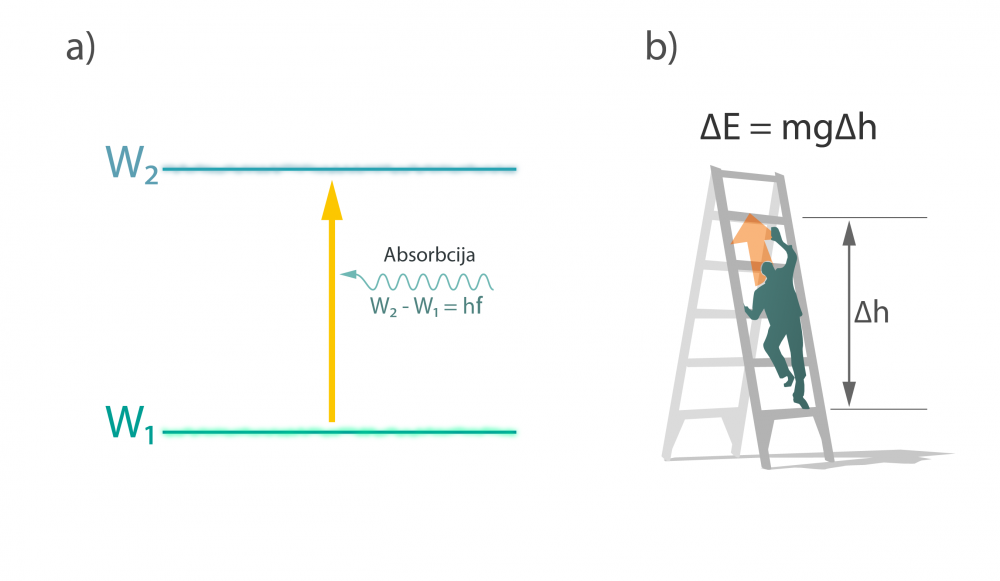 a)
W₂
Absorbcija
W₂ - W₁ = hf
W₁
b)
ΔE = mgΔh
Δh